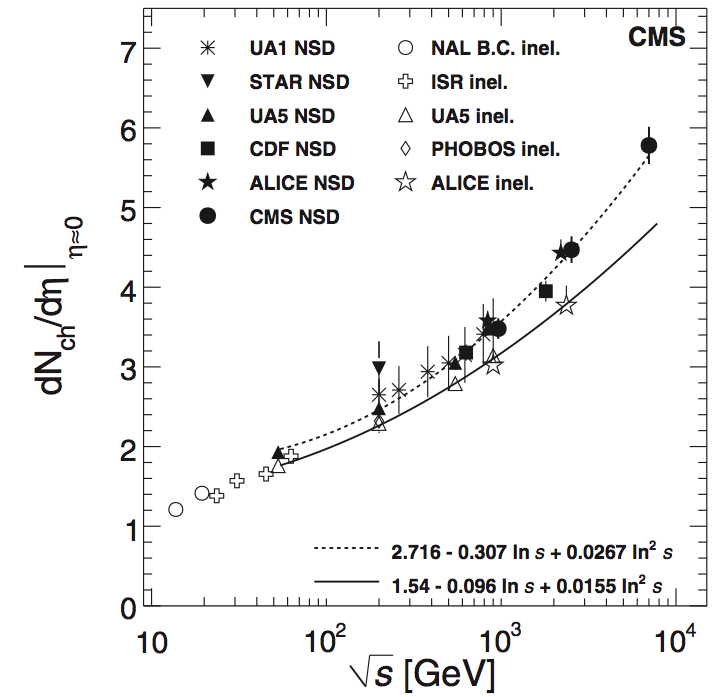 CMS
UA1 NSD
STAR NSD
UA5 NSD
CDF NSD
ALICE NSD
CMS NSD
NAL B.C. inel.
ISR inel.
UA5 inel.
PHOBOS inel.
ALICE inel.
7
6
5
4
3
2
1
0
dN_ch/dη|_η≈0
2.716 - 0.307 ln s + 0.0267 ln² s
1.54 - 0.096 ln s + 0.0155 ln² s
10 10² 10³ 10⁴
√s [GeV]